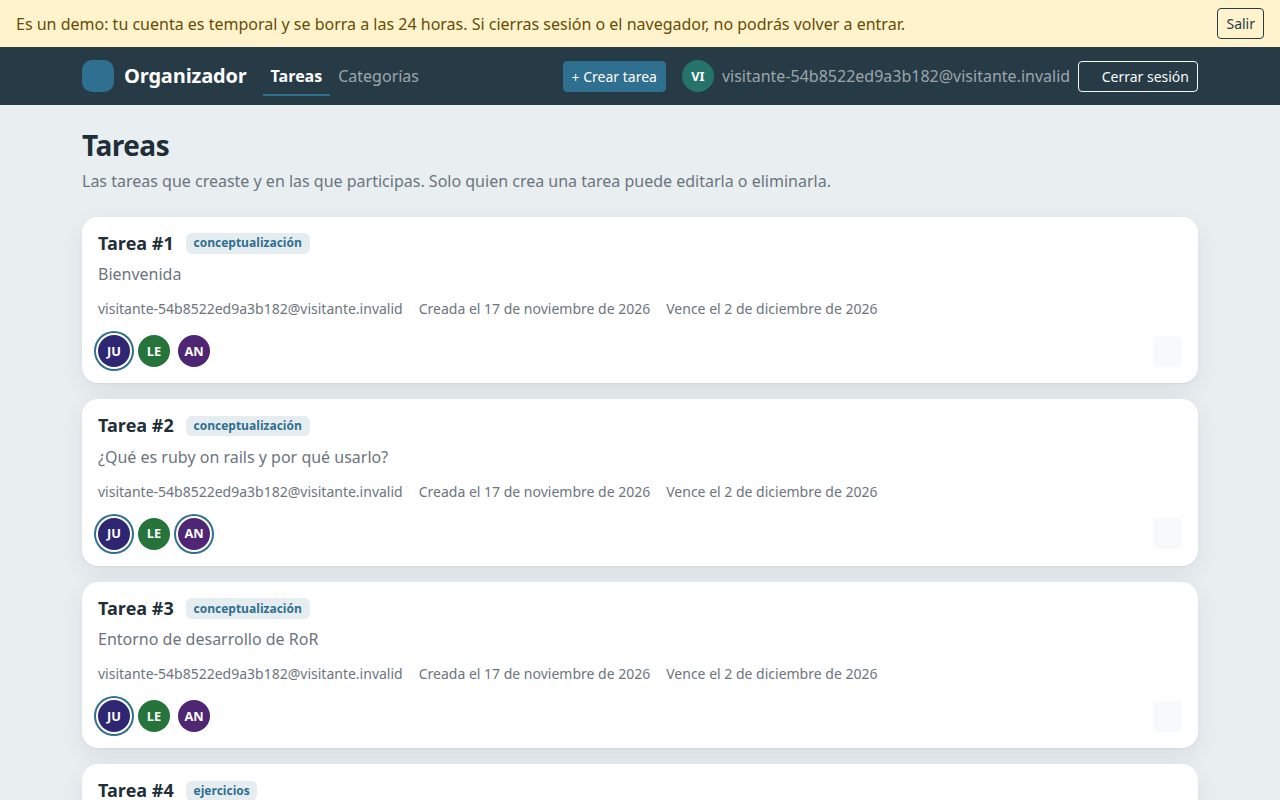 Es un demo: tu cuenta es temporal y se borra a las 24 horas. Si cierras sesión o el navegador, no podrás volver a entrar. Salir
Organizador Tareas Categorías + Crear tarea VI visitante-54b8522ed9a3b182@visitante.invalid Cerrar sesión
Tareas
Las tareas que creaste y en las que participas. Solo quien crea una tarea puede editarla o eliminarla.
Tarea #1 conceptualización
Bienvenida
visitante-54b8522ed9a3b182@visitante.invalid Creada el 17 de noviembre de 2026 Vence el 2 de diciembre de 2026
JU LE AN
Tarea #2 conceptualización
¿Qué es ruby on rails y por qué usarlo?
visitante-54b8522ed9a3b182@visitante.invalid Creada el 17 de noviembre de 2026 Vence el 2 de diciembre de 2026
JU LE AN
Tarea #3 conceptualización
Entorno de desarrollo de RoR
visitante-54b8522ed9a3b182@visitante.invalid Creada el 17 de noviembre de 2026 Vence el 2 de diciembre de 2026
JU LE AN
Tarea #4 ejercicios